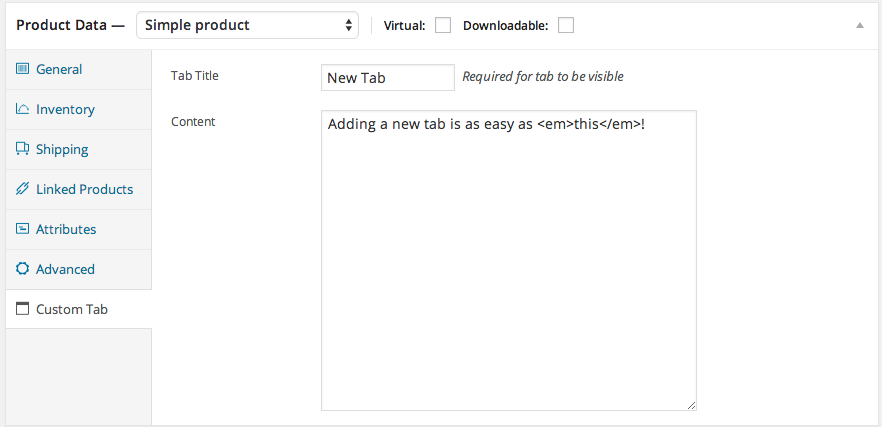 Product Data — Simple product Virtual: Downloadable:
General
Inventory
Shipping
Linked Products
Attributes
Advanced
Custom Tab
Tab Title New Tab Required for tab to be visible
Content Adding a new tab is as easy as <em>this</em>!